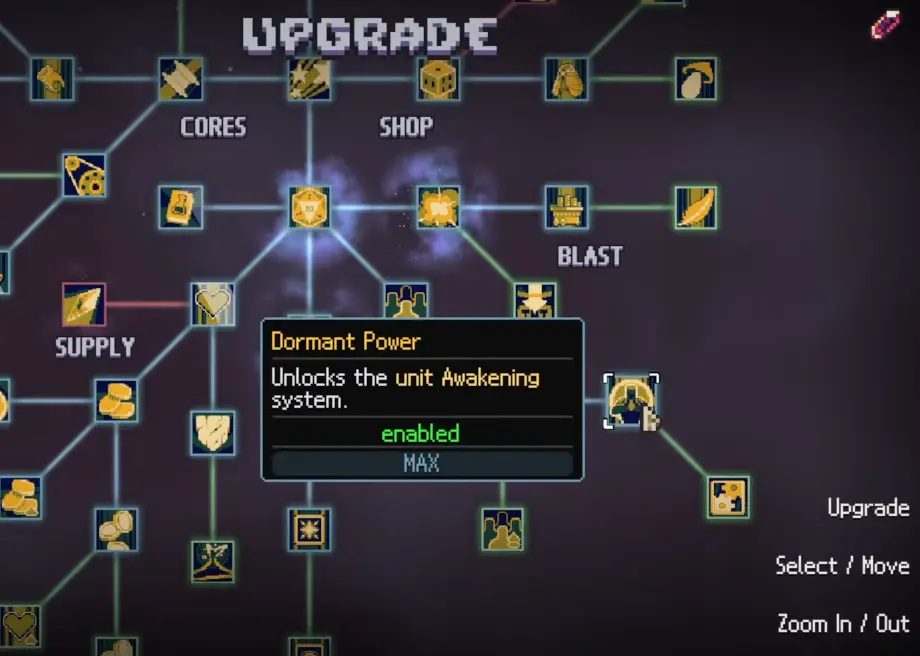 UPGRADE
CORES
SHOP
BLAST
SUPPLY
Dormant Power
Unlocks the unit Awakening
system.
enabled
MAX
Upgrade
Select / Move
Zoom In / Out